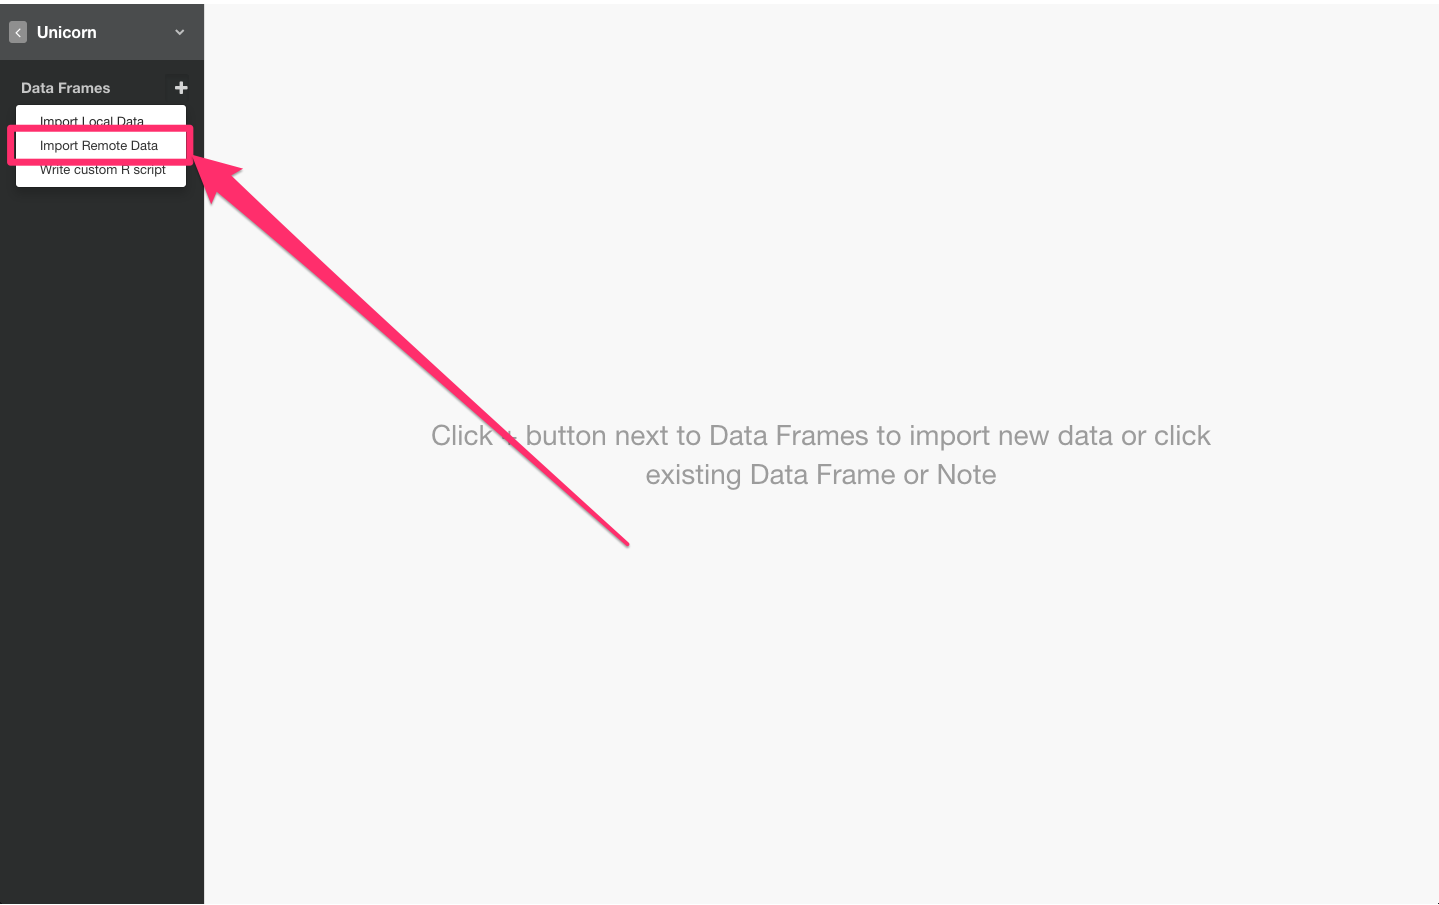 Unicorn
Data Frames
Import Local Data
Import Remote Data
Write custom R script
Click + button next to Data Frames to import new data or click
existing Data Frame or Note